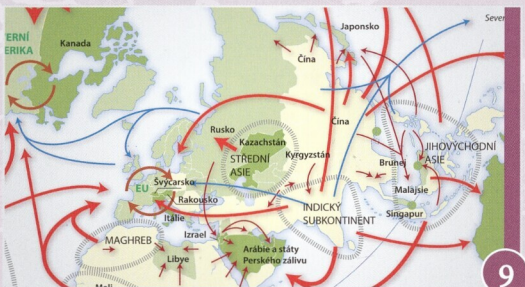 Japonsko
Sever
ERNÍ
ERIKA
Kanada
Čína
Čína
Rusko
Kazachstán
STŘEDNÍ
ASIE
Kyrgyzstán
JIHOVÝCHODNÍ
ASIE
Brunej
Malajsie
Singapur
EU
Švýcarsko
Rakousko
Itálie
INDICKÝ
SUBKONTINENT
MAGHREB
Izrael
Libye
Arábie a státy
Perského zálivu
Mali
9